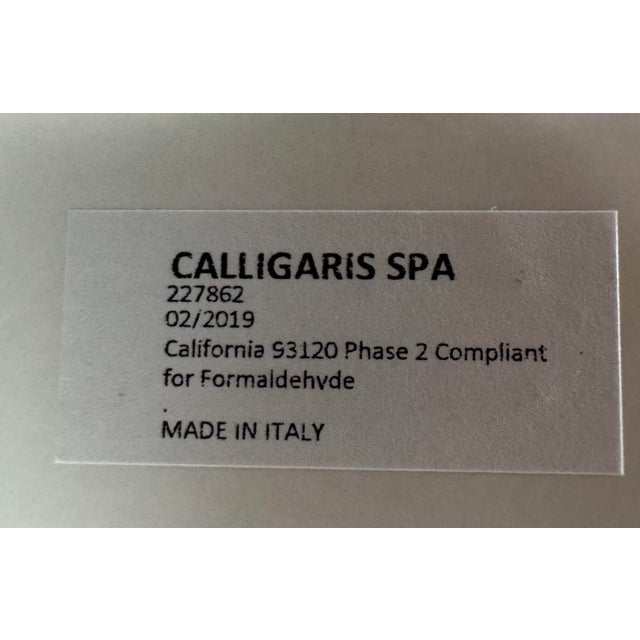 CALLIGARIS SPA
227862
02/2019
California 93120 Phase 2 Compliant
for Formaldehyde
.
MADE IN ITALY